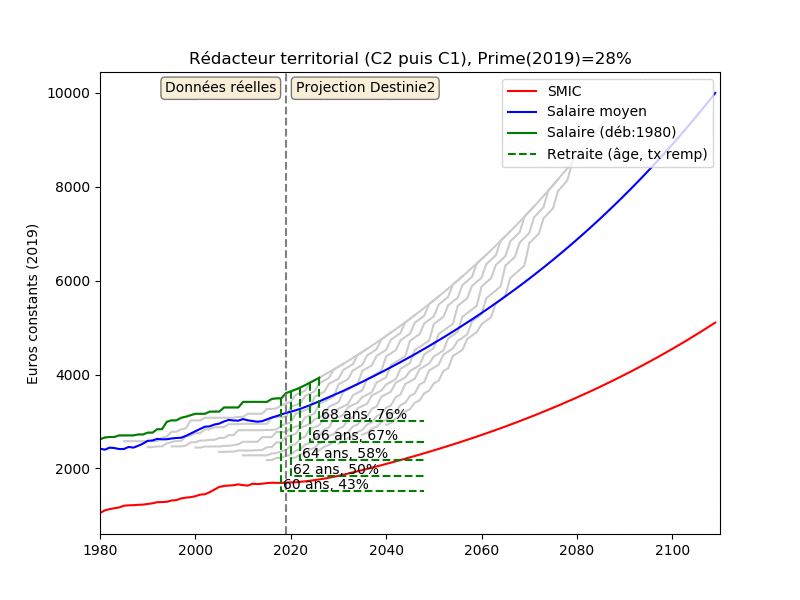 Rédacteur territorial (C2 puis C1), Prime(2019)=28%
Données réelles
Projection Destinie2
SMIC
Salaire moyen
Salaire (déb:1980)
Retraite (âge, tx remp)
Euros constants (2019)
10000
8000
6000
4000
2000
68 ans, 76%
66 ans, 67%
64 ans, 58%
62 ans, 50%
60 ans, 43%
1980
2000
2020
2040
2060
2080
2100